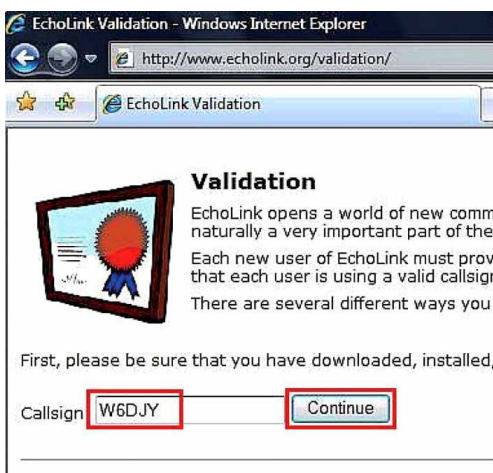 EchoLink Validation - Windows Internet Explorer
http://www.echolink.org/validation/
EchoLink Validation
Validation
EchoLink opens a world of new comm
naturally a very important part of the
Each new user of EchoLink must prov
that each user is using a valid callsign
There are several different ways you
First, please be sure that you have downloaded, installed,
Callsign W6DJY Continue